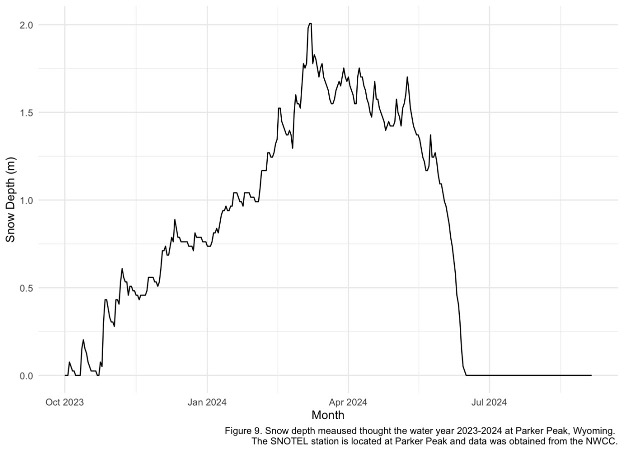 2.0
1.5
1.0
0.5
0.0
Snow Depth (m)
Oct 2023
Jan 2024
Apr 2024
Jul 2024
Month
Figure 9. Snow depth meaused thought the water year 2023-2024 at Parker Peak, Wyoming.
The SNOTEL station is located at Parker Peak and data was obtained from the NWCC.